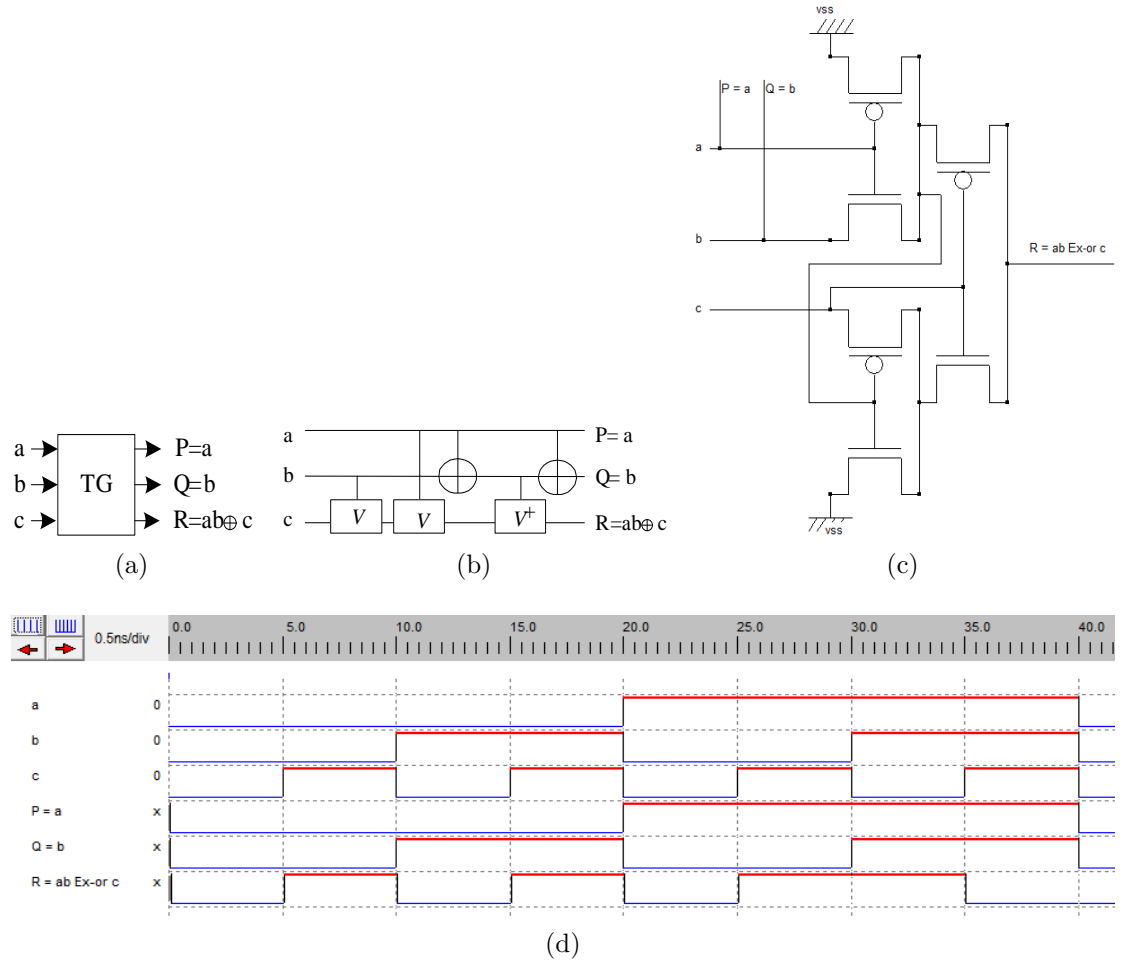 vss
P = a
Q = b
a
b
R = ab Ex-or c
c
vss
a
b
c
TG
P=a
Q=b
R=ab⊕c
a
b
c
V
V
V+
P= a
Q= b
R=ab⊕c
(a)
(b)
(c)
0.5ns/div
0.0 5.0 10.0 15.0 20.0 25.0 30.0 35.0 40.0
a 0
b 0
c 0
P = a x
Q = b x
R = ab Ex-or c x
(d)